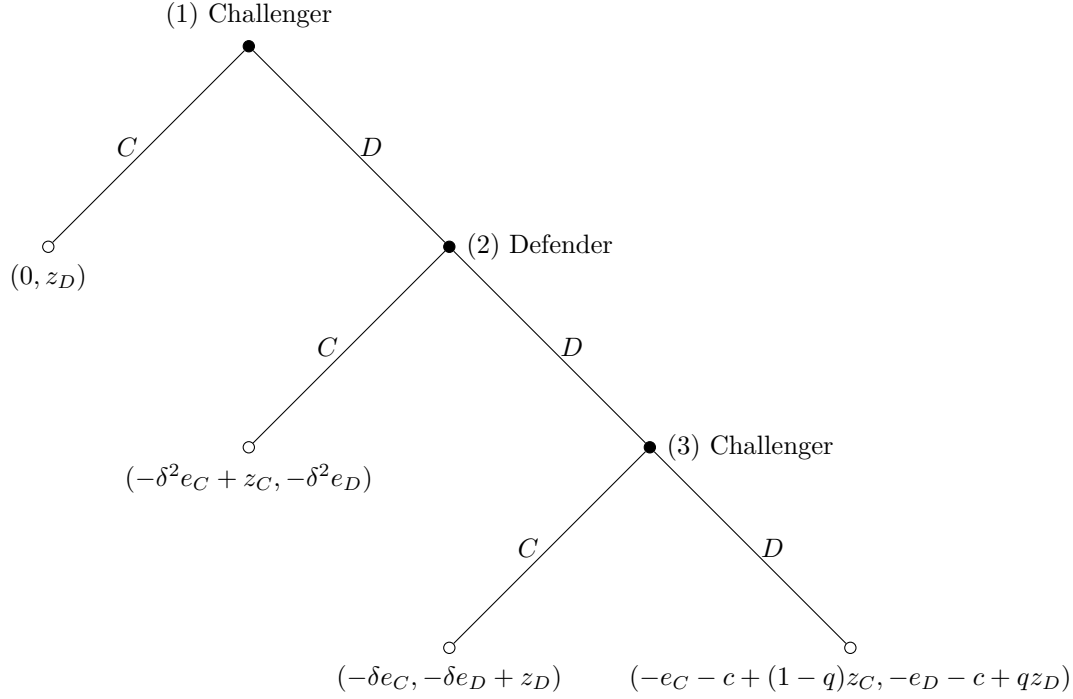 (1) Challenger
C
D
(2) Defender
(0, z_D)
C
D
(3) Challenger
(−δ²e_C + z_C, −δ²e_D)
C
D
(−δe_C, −δe_D + z_D)
(−e_C − c + (1 − q)z_C, −e_D − c + qz_D)